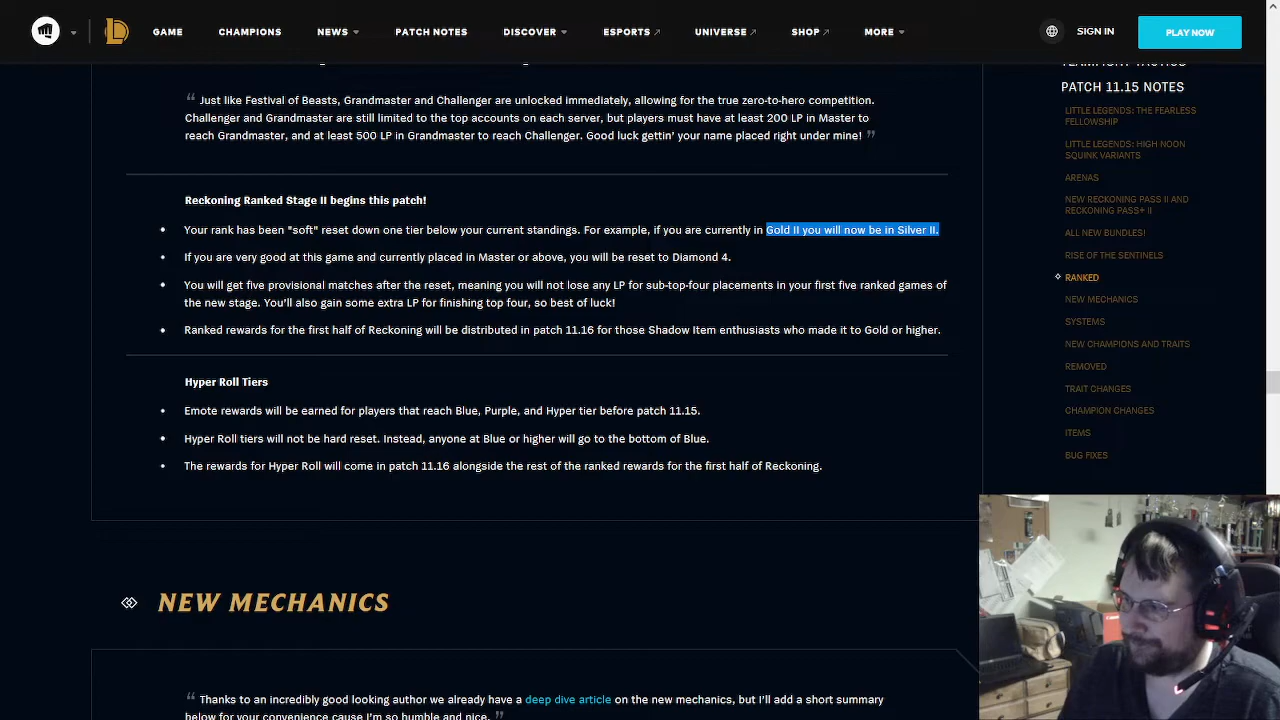 GAME
CHAMPIONS
NEWS
PATCH NOTES
DISCOVER
ESPORTS
UNIVERSE
SHOP
MORE
SIGN IN
PLAY NOW
“ Just like Festival of Beasts, Grandmaster and Challenger are unlocked immediately, allowing for the true zero-to-hero competition.
Challenger and Grandmaster are still limited to the top accounts on each server, but players must have at least 200 LP in Master to
reach Grandmaster, and at least 500 LP in Grandmaster to reach Challenger. Good luck gettin’ your name placed right under mine! ”
Reckoning Ranked Stage II begins this patch!
• Your rank has been "soft" reset down one tier below your current standings. For example, if you are currently in Gold II you will now be in Silver II.
• If you are very good at this game and currently placed in Master or above, you will be reset to Diamond 4.
• You will get five provisional matches after the reset, meaning you will not lose any LP for sub-top-four placements in your first five ranked games of
the new stage. You’ll also gain some extra LP for finishing top four, so best of luck!
• Ranked rewards for the first half of Reckoning will be distributed in patch 11.16 for those Shadow Item enthusiasts who made it to Gold or higher.
Hyper Roll Tiers
• Emote rewards will be earned for players that reach Blue, Purple, and Hyper tier before patch 11.15.
• Hyper Roll tiers will not be hard reset. Instead, anyone at Blue or higher will go to the bottom of Blue.
• The rewards for Hyper Roll will come in patch 11.16 alongside the rest of the ranked rewards for the first half of Reckoning.
NEW MECHANICS
“ Thanks to an incredibly good looking author we already have a deep dive article on the new mechanics, but I’ll add a short summary
below for your convenience cause I’m so humble and nice. ”
TEAMFIGHT TACTICS
PATCH 11.15 NOTES
LITTLE LEGENDS: THE FEARLESS
FELLOWSHIP
LITTLE LEGENDS: HIGH NOON
SQUINK VARIANTS
ARENAS
NEW RECKONING PASS II AND
RECKONING PASS+ II
ALL NEW BUNDLES!
RISE OF THE SENTINELS
RANKED
NEW MECHANICS
SYSTEMS
NEW CHAMPIONS AND TRAITS
REMOVED
TRAIT CHANGES
CHAMPION CHANGES
ITEMS
BUG FIXES